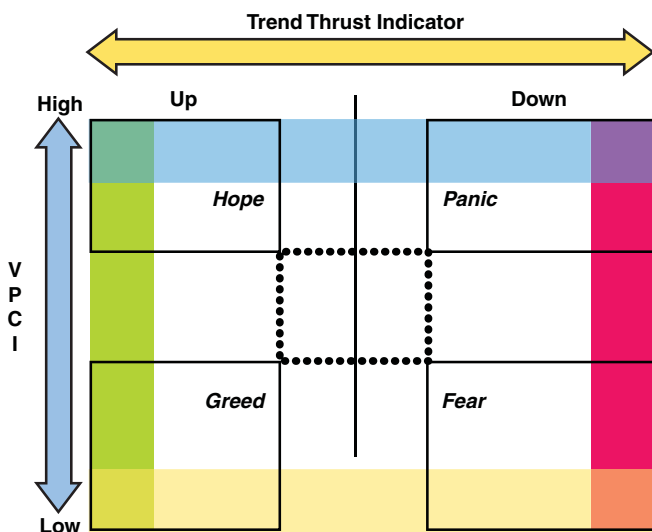 Trend Thrust Indicator
High
Up
Down
Hope
Panic
V
P
C
I
Greed
Fear
Low